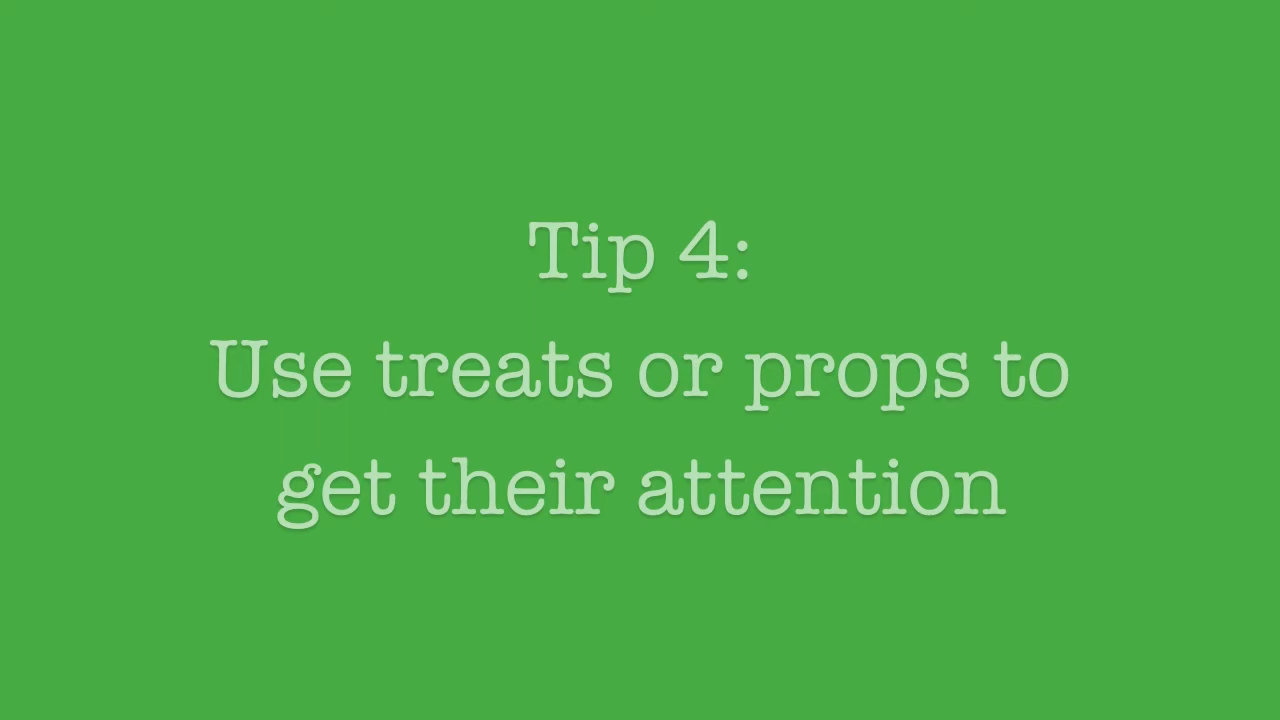 Tip 4:
Use treats or props to
get their attention